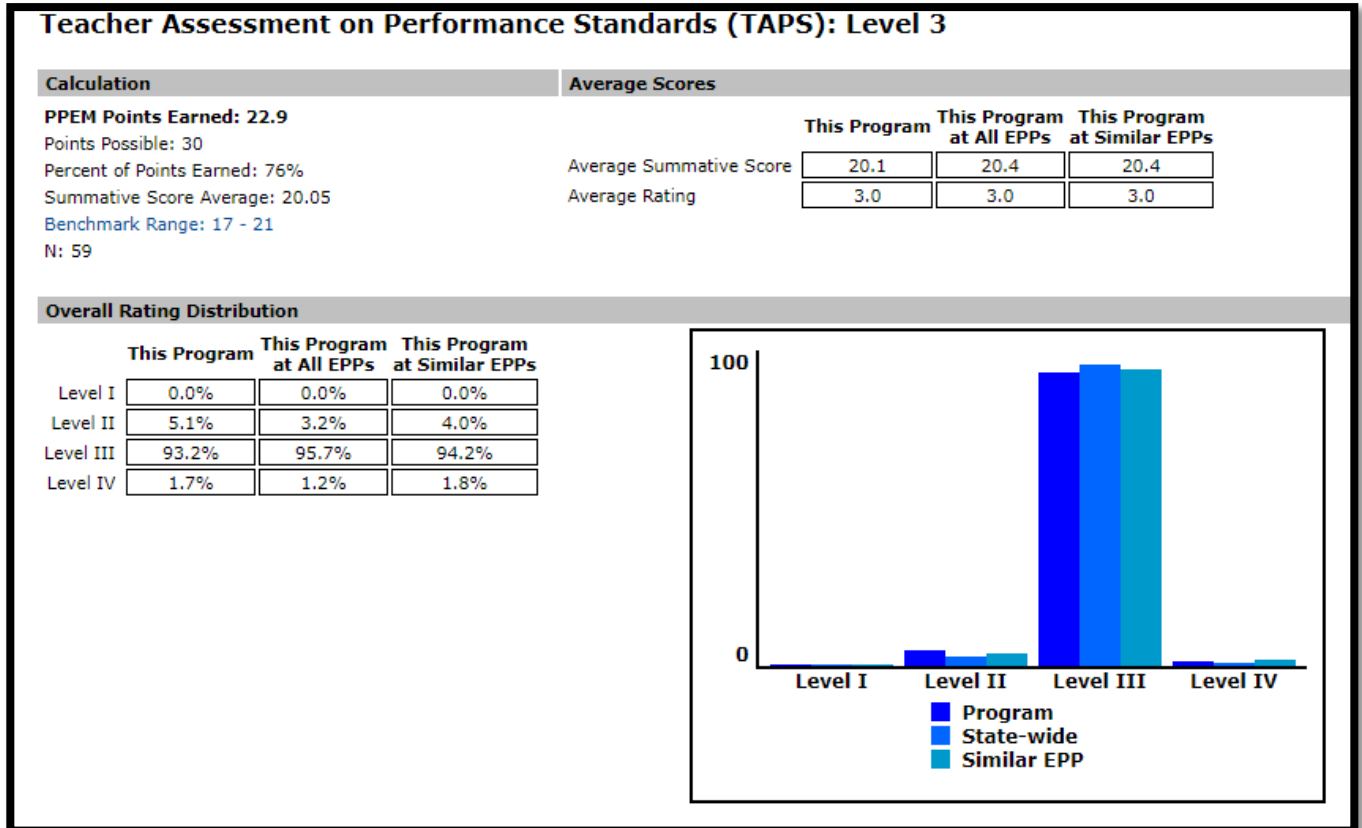 Teacher Assessment on Performance Standards (TAPS): Level 3
Calculation
PPEM Points Earned: 22.9
Points Possible: 30
Percent of Points Earned: 76%
Summative Score Average: 20.05
Benchmark Range: 17 - 21
N: 59
Average Scores
This Program This Program at All EPPs This Program at Similar EPPs
Average Summative Score 20.1 20.4 20.4
Average Rating 3.0 3.0 3.0
Overall Rating Distribution
This Program This Program at All EPPs This Program at Similar EPPs
Level I 0.0% 0.0% 0.0%
Level II 5.1% 3.2% 4.0%
Level III 93.2% 95.7% 94.2%
Level IV 1.7% 1.2% 1.8%
100
0
Level I Level II Level III Level IV
Program
State-wide
Similar EPP